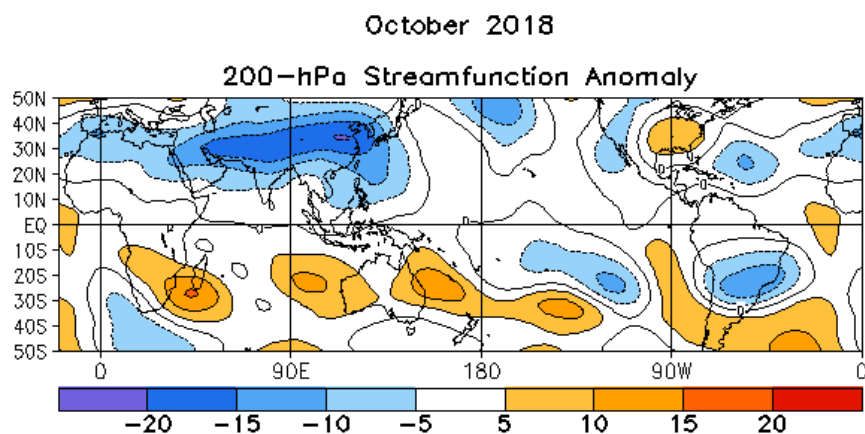 October 2018
200-hPa Streamfunction Anomaly
50N
40N
30N
20N
10N
EQ
10S
20S
30S
40S
50S
0 90E 180 90W 0
-20 -15 -10 -5 5 10 15 20